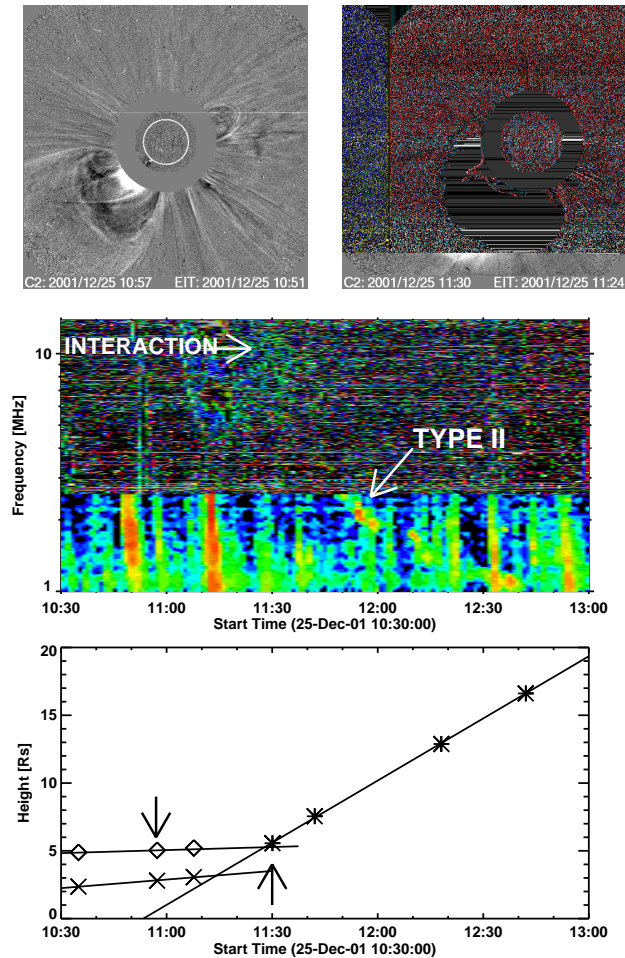 C2: 2001/12/25 10:57 EIT: 2001/12/25 10:51
C2: 2001/12/25 11:30 EIT: 2001/12/25 11:24
INTERACTION
TYPE II
Frequency [MHz]
10
1
10:30 11:00 11:30 12:00 12:30 13:00
Start Time (25-Dec-01 10:30:00)
Height [Rs]
20
15
10
5
0
10:30 11:00 11:30 12:00 12:30 13:00
Start Time (25-Dec-01 10:30:00)